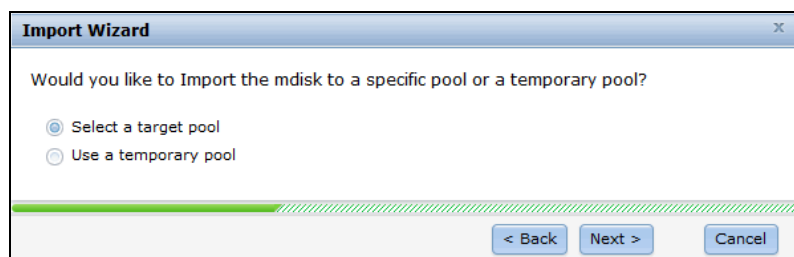 Import Wizard x
Would you like to Import the mdisk to a specific pool or a temporary pool?
Select a target pool
Use a temporary pool
< Back Next > Cancel